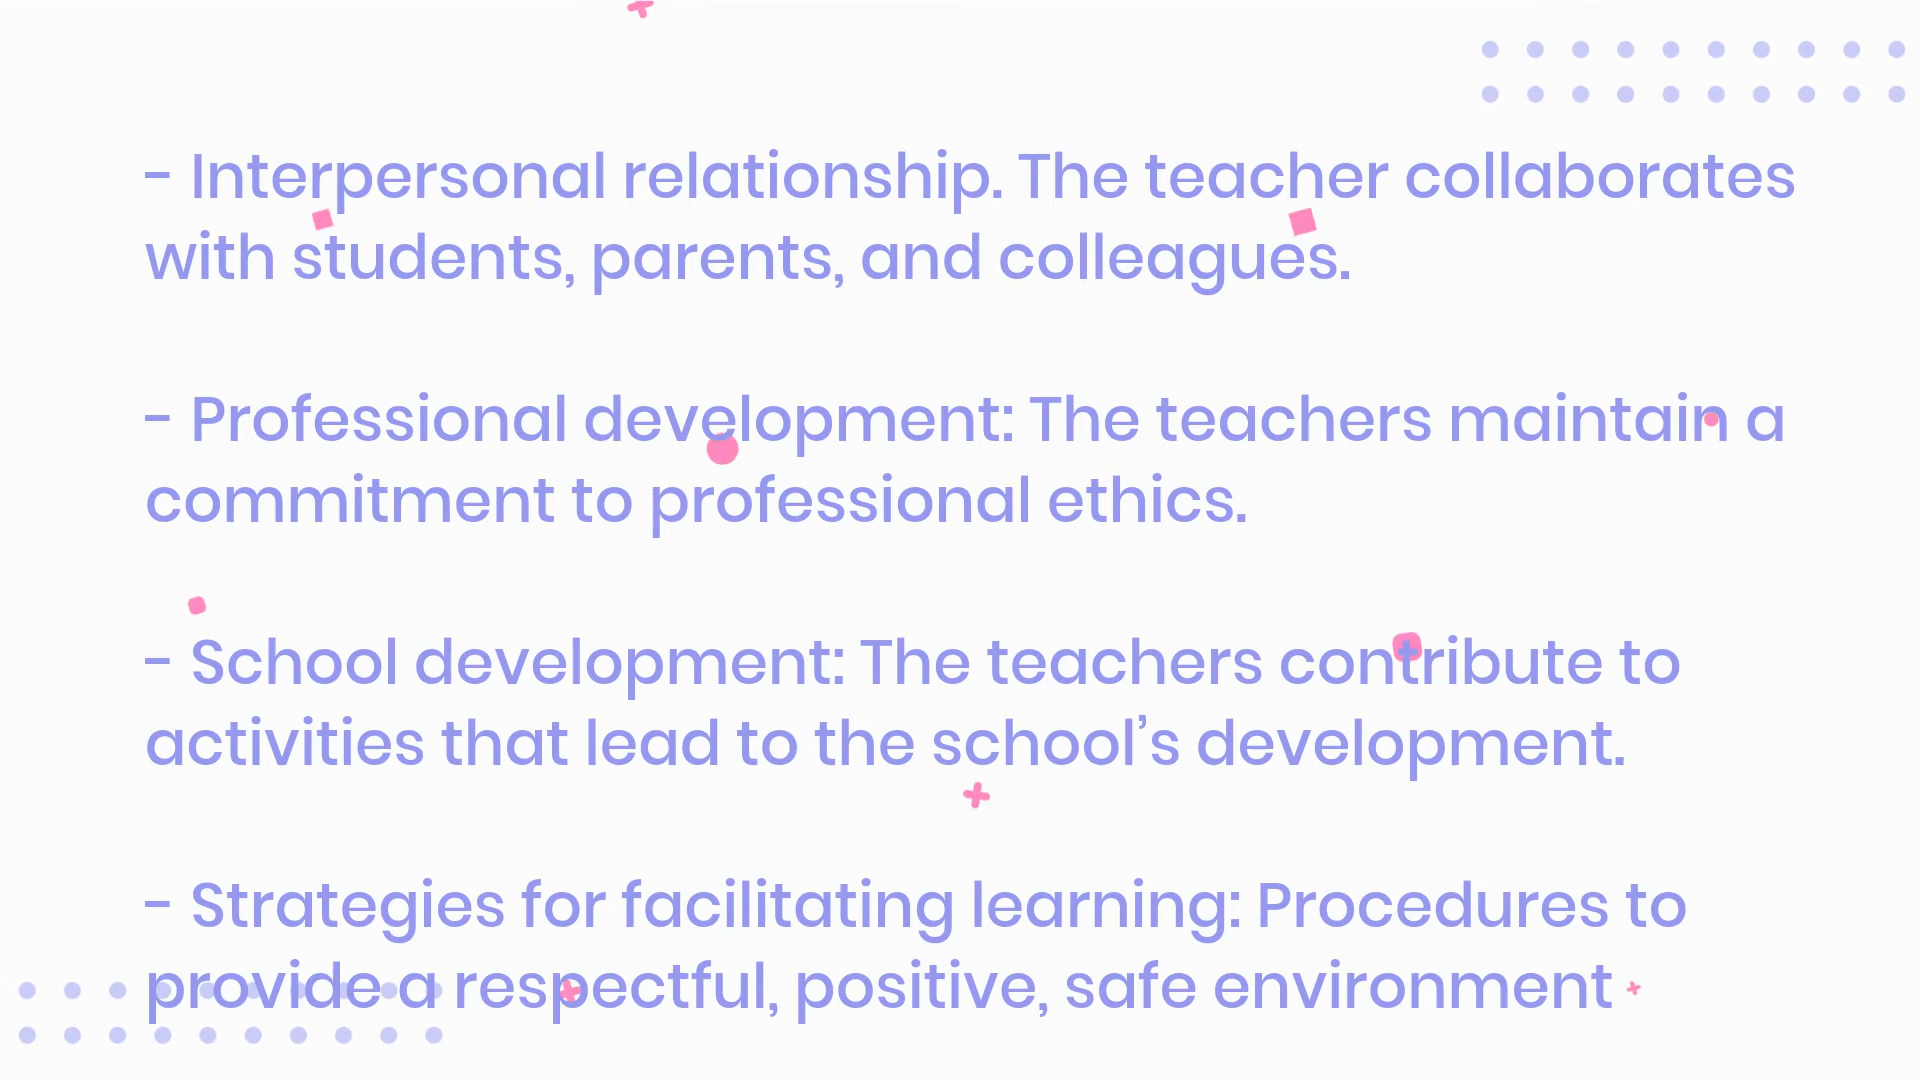 - Interpersonal relationship. The teacher collaborates
with students, parents, and colleagues.
- Professional development: The teachers maintain a
commitment to professional ethics.
- School development: The teachers contribute to
activities that lead to the school’s development.
- Strategies for facilitating learning: Procedures to
provide a respectful, positive, safe environment